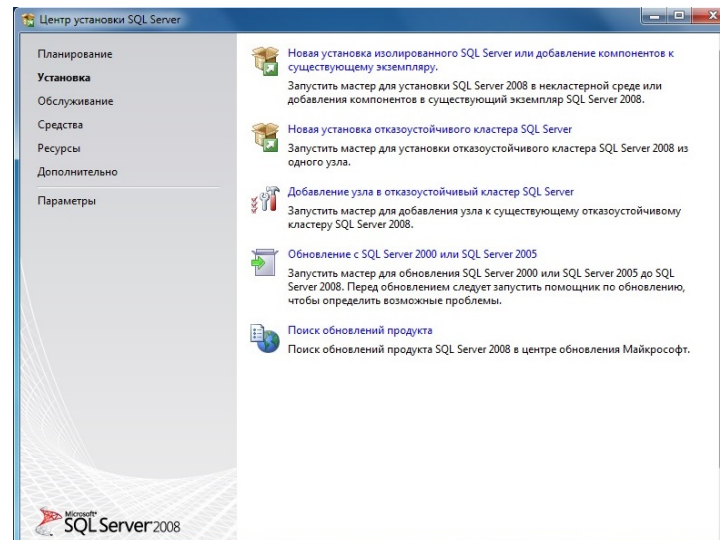 Центр установки SQL Server
Планирование
Установка
Обслуживание
Средства
Ресурсы
Дополнительно
Параметры
Новая установка изолированного SQL Server или добавление компонентов к
существующему экземпляру.
Запустить мастер для установки SQL Server 2008 в некластерной среде или
добавления компонентов в существующий экземпляр SQL Server 2008.
Новая установка отказоустойчивого кластера SQL Server
Запустить мастер для установки отказоустойчивого кластера SQL Server 2008 из
одного узла.
Добавление узла в отказоустойчивый кластер SQL Server
Запустить мастер для добавления узла к существующему отказоустойчивому
кластеру SQL Server 2008.
Обновление с SQL Server 2000 или SQL Server 2005
Запустить мастер для обновления SQL Server 2000 или SQL Server 2005 до SQL
Server 2008. Перед обновлением следует запустить помощник по обновлению,
чтобы определить возможные проблемы.
Поиск обновлений продукта
Поиск обновлений продукта SQL Server 2008 в центре обновления Майкрософт.
Microsoft
SQL Server 2008